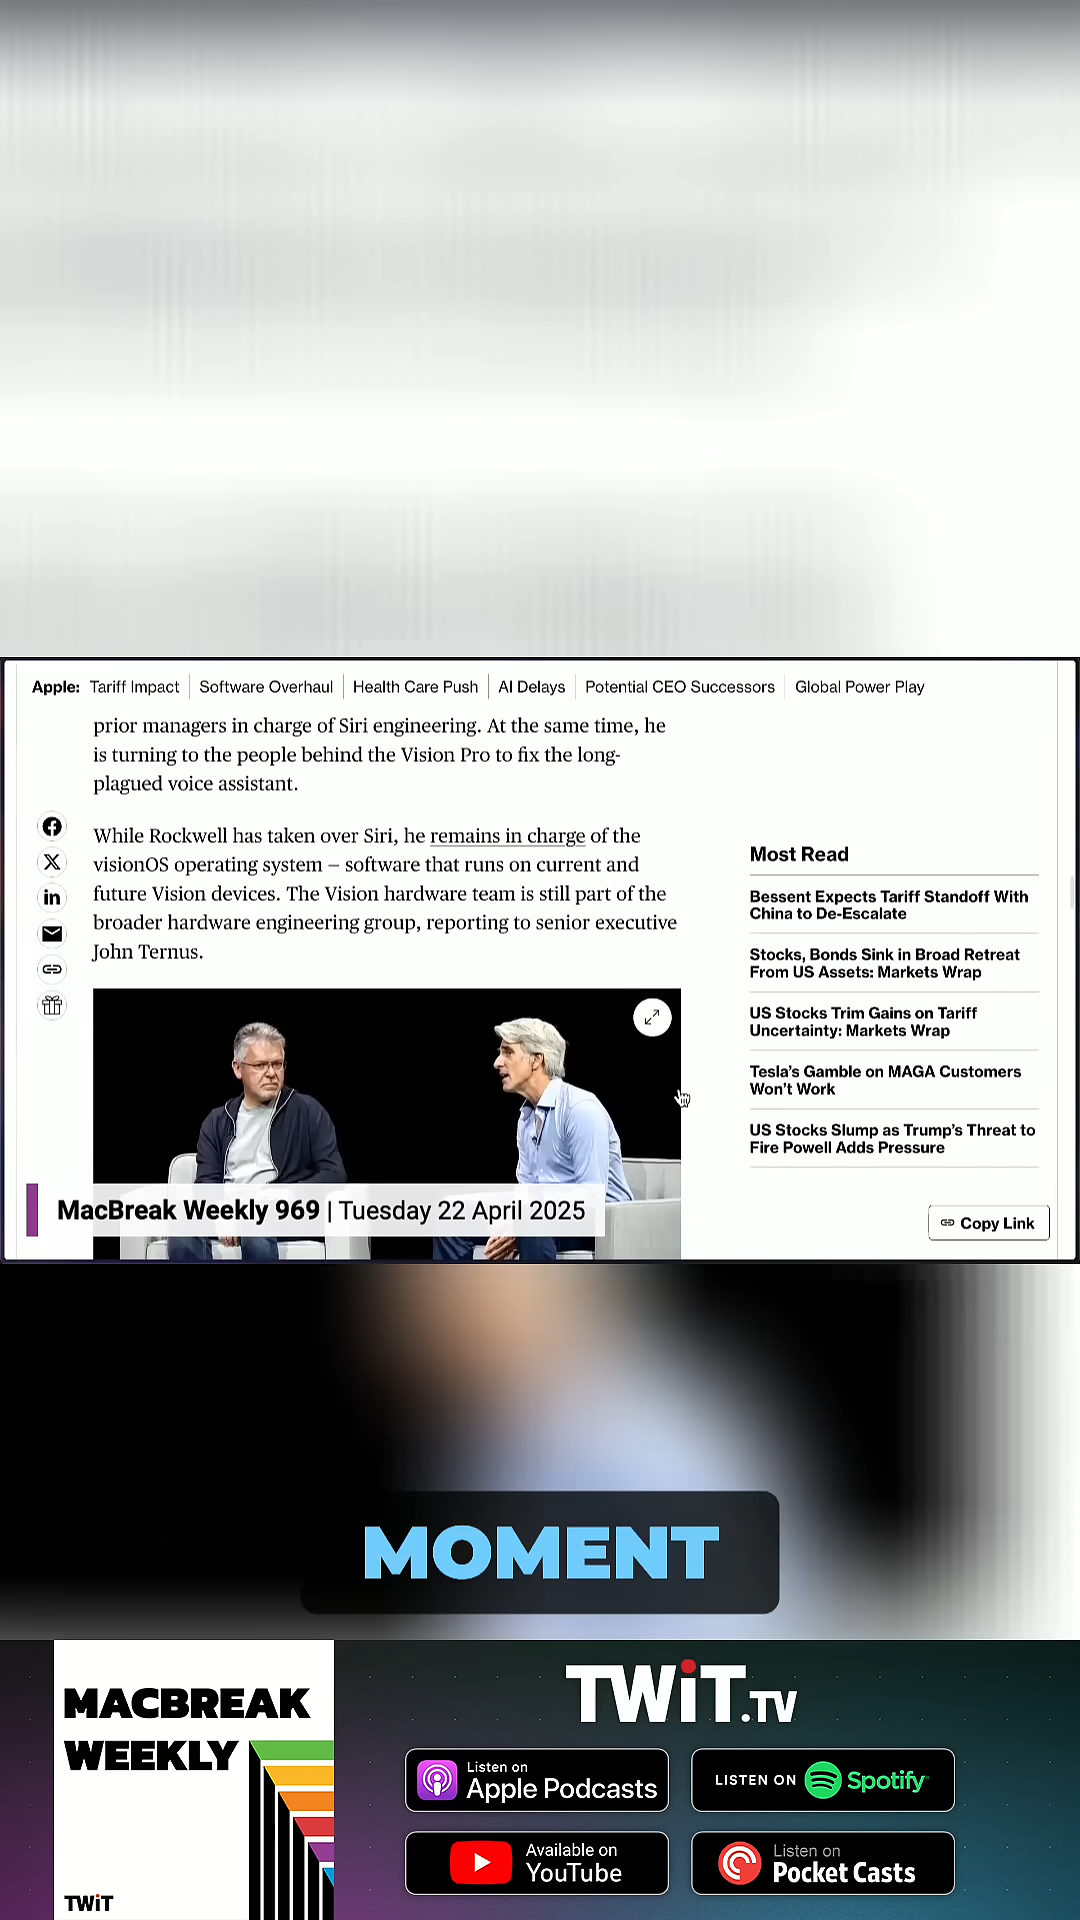 Apple: Tariff Impact Software Overhaul Health Care Push AI Delays Potential CEO Successors Global Power Play
prior managers in charge of Siri engineering. At the same time, he
is turning to the people behind the Vision Pro to fix the long-
plagued voice assistant.
While Rockwell has taken over Siri, he remains in charge of the
visionOS operating system – software that runs on current and
future Vision devices. The Vision hardware team is still part of the
broader hardware engineering group, reporting to senior executive
John Ternus.
Most Read
Bessent Expects Tariff Standoff With
China to De-Escalate
Stocks, Bonds Sink in Broad Retreat
From US Assets: Markets Wrap
US Stocks Trim Gains on Tariff
Uncertainty: Markets Wrap
Tesla's Gamble on MAGA Customers
Won't Work
US Stocks Slump as Trump's Threat to
Fire Powell Adds Pressure
Copy Link
MacBreak Weekly 969 | Tuesday 22 April 2025
MOMENT
MACBREAK
WEEKLY
TWiT
TWiT.TV
Listen on
Apple Podcasts
LISTEN ON Spotify
Available on
YouTube
Listen on
Pocket Casts